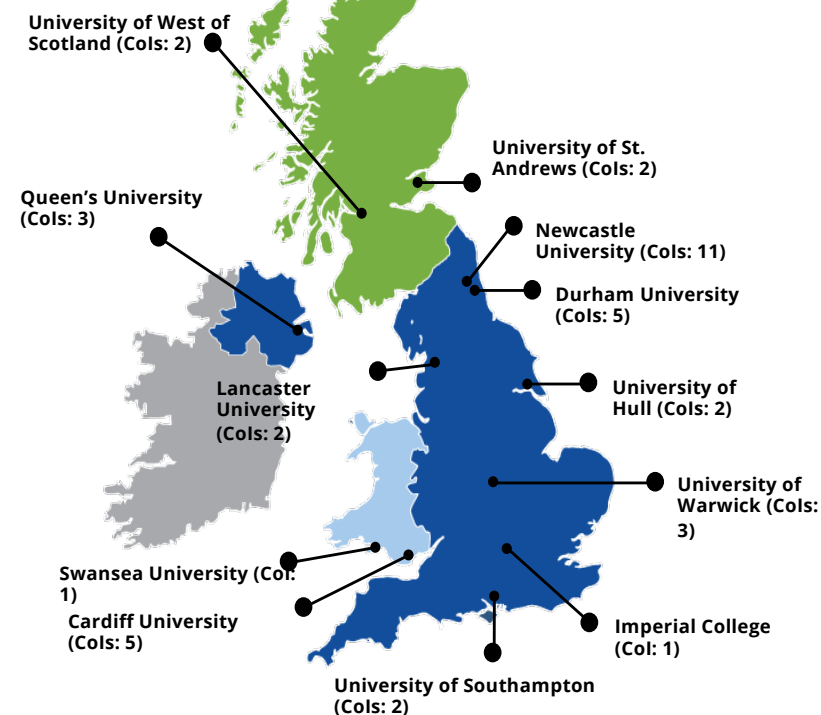 University of West of
Scotland (CoIs: 2)
University of St.
Andrews (CoIs: 2)
Queen’s University
(CoIs: 3)
Newcastle
University (CoIs: 11)
Durham University
(CoIs: 5)
Lancaster
University
(CoIs: 2)
University of
Hull (CoIs: 2)
University of
Warwick (CoIs:
3)
Swansea University (CoI:
1)
Cardiff University
(CoIs: 5)
Imperial College
(CoI: 1)
University of Southampton
(CoIs: 2)